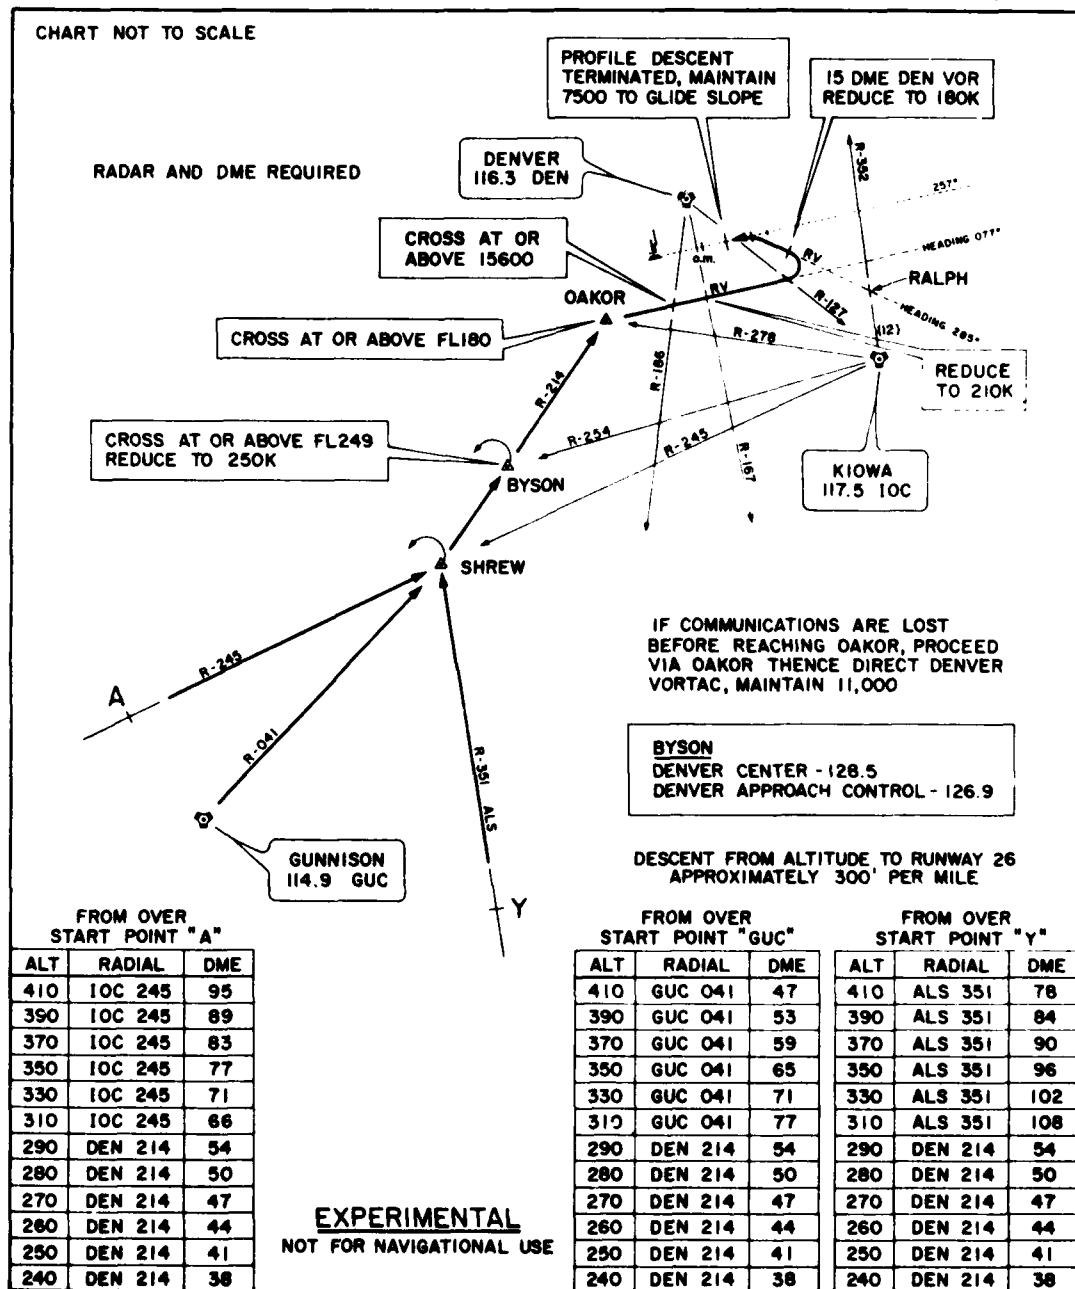 CHART NOT TO SCALE
PROFILE DESCENT
TERMINATED, MAINTAIN
7500 TO GLIDE SLOPE
15 DME DEN VOR
REDUCE TO 180K
RADAR AND DME REQUIRED
DENVER
116.3 DEN
R-352
257°
CROSS AT OR
ABOVE 15600
o.m.
HEADING 077°
RV
RV
RALPH
OAKOR
R-127
HEADING 285°
CROSS AT OR ABOVE FL180
R-278
(12)
R-186
REDUCE
TO 210K
R-214
CROSS AT OR ABOVE FL249
REDUCE TO 250K
R-254
R-245
R-167
KIOWA
117.5 IOC
BYSON
SHREW
IF COMMUNICATIONS ARE LOST
BEFORE REACHING OAKOR, PROCEED
VIA OAKOR THENCE DIRECT DENVER
VORTAC, MAINTAIN 11,000
R-245
A
R-041
R-351 ALS
BYSON
DENVER CENTER - 128.5
DENVER APPROACH CONTROL - 126.9
GUNNISON
114.9 GUC
DESCENT FROM ALTITUDE TO RUNWAY 26
APPROXIMATELY 300' PER MILE
Y
FROM OVER
START POINT "A"
ALT RADIAL DME
410 IOC 245 95
390 IOC 245 89
370 IOC 245 83
350 IOC 245 77
330 IOC 245 71
310 IOC 245 66
290 DEN 214 54
280 DEN 214 50
270 DEN 214 47
260 DEN 214 44
250 DEN 214 41
240 DEN 214 38
EXPERIMENTAL
NOT FOR NAVIGATIONAL USE
FROM OVER
START POINT "GUC"
ALT RADIAL DME
410 GUC 041 47
390 GUC 041 53
370 GUC 041 59
350 GUC 041 65
330 GUC 041 71
310 GUC 041 77
290 DEN 214 54
280 DEN 214 50
270 DEN 214 47
260 DEN 214 44
250 DEN 214 41
240 DEN 214 38
FROM OVER
START POINT "Y"
ALT RADIAL DME
410 ALS 351 78
390 ALS 351 84
370 ALS 351 90
350 ALS 351 96
330 ALS 351 102
310 ALS 351 108
290 DEN 214 54
280 DEN 214 50
270 DEN 214 47
260 DEN 214 44
250 DEN 214 41
240 DEN 214 38